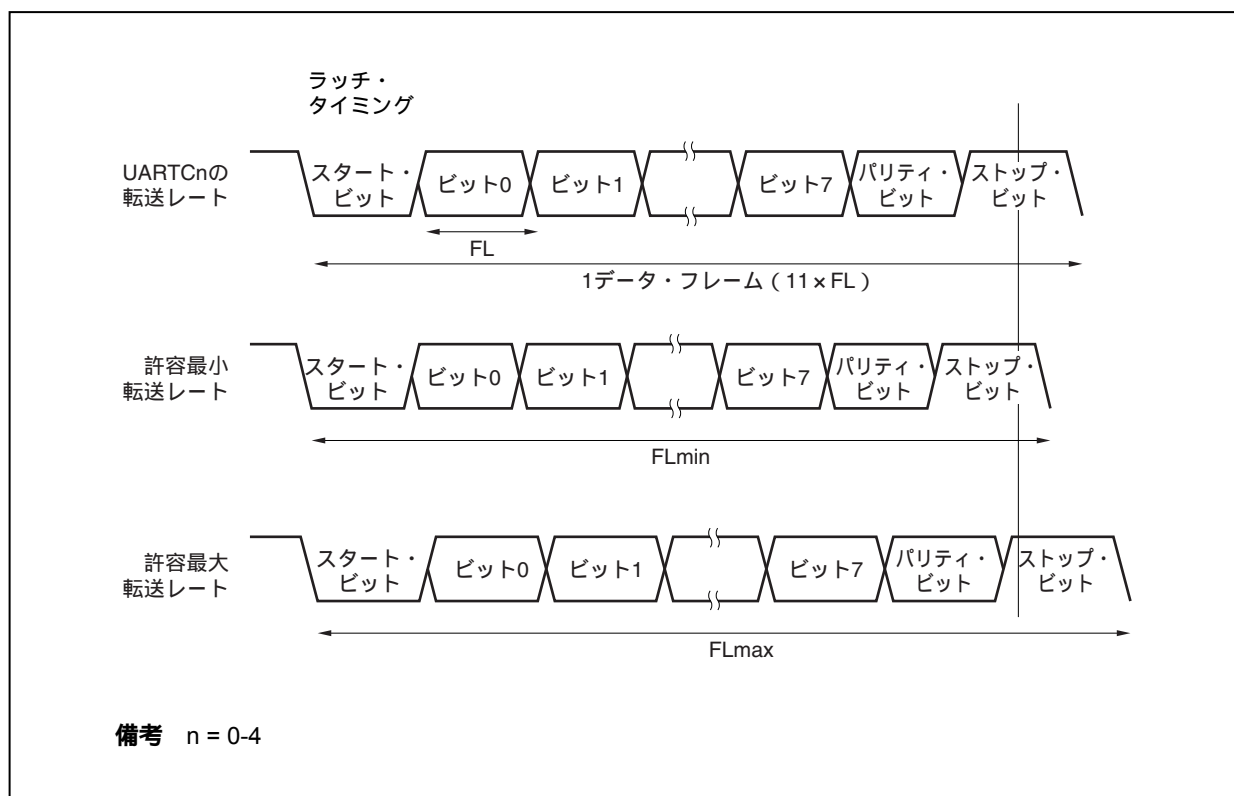 ラッチ・
タイミング
UARTCnの
転送レート
スタート・
ビット
ビット0
ビット1
ビット7
パリティ・
ビット
ストップ・
ビット
FL
1データ・フレーム（11×FL）
許容最小
転送レート
スタート・
ビット
ビット0
ビット1
ビット7
パリティ・
ビット
ストップ・
ビット
FLmin
許容最大
転送レート
スタート・
ビット
ビット0
ビット1
ビット7
パリティ・
ビット
ストップ・
ビット
FLmax
備考 n = 0-4